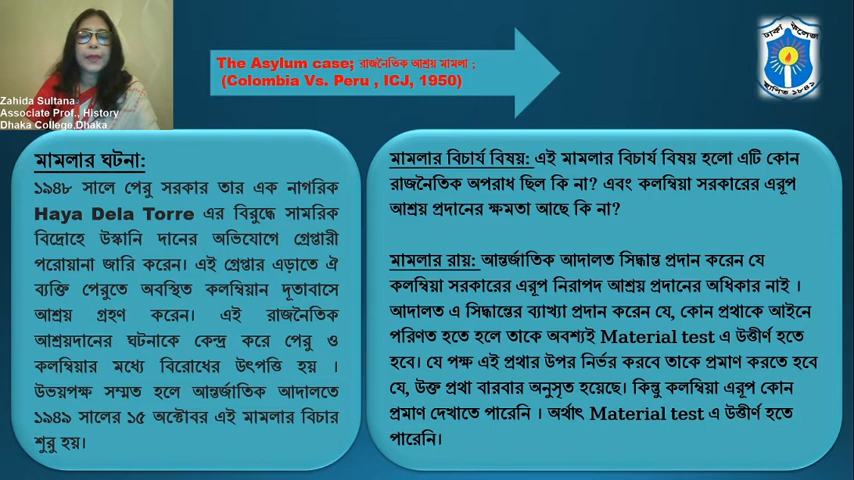 Zahida Sultana
Associate Prof., History
Dhaka College,Dhaka
The Asylum case; রাজনৈতিক আশ্রয় মামলা ;
(Colombia Vs. Peru , ICJ, 1950)
ঢাকা কলেজ
স্থাপিত ১৮৪১
মামলার ঘটনা:
১৯৪৮ সালে পেরু সরকার তার এক নাগরিক
Haya Dela Torre এর বিরুদ্ধে সামরিক
বিদ্রোহে উস্কানি দানের অভিযোগে গ্রেপ্তারী
পরোয়ানা জারি করেন। এই গ্রেপ্তার এড়াতে ঐ
ব্যক্তি পেরুতে অবস্থিত কলম্বিয়ান দূতাবাসে
আশ্রয় গ্রহণ করেন। এই রাজনৈতিক
আশ্রয়দানের ঘটনাকে কেন্দ্র করে পেরু ও
কলম্বিয়ার মধ্যে বিরোধের উৎপত্তি হয় ।
উভয়পক্ষ সম্মত হলে আন্তর্জাতিক আদালতে
১৯৪৯ সালের ১৫ অক্টোবর এই মামলার বিচার
শুরু হয়।
মামলার বিচার্য বিষয়: এই মামলার বিচার্য বিষয় হলো এটি কোন
রাজনৈতিক অপরাধ ছিল কি না? এবং কলম্বিয়া সরকারের এরূপ
আশ্রয় প্রদানের ক্ষমতা আছে কি না?
মামলার রায়: আন্তর্জাতিক আদালত সিদ্ধান্ত প্রদান করেন যে
কলম্বিয়া সরকারের এরূপ নিরাপদ আশ্রয় প্রদানের অধিকার নাই ।
আদালত এ সিদ্ধান্তের ব্যাখ্যা প্রদান করেন যে, কোন প্রথাকে আইনে
পরিণত হতে হলে তাকে অবশ্যই Material test এ উত্তীর্ণ হতে
হবে। যে পক্ষ এই প্রথার উপর নির্ভর করবে তাকে প্রমাণ করতে হবে
যে, উক্ত প্রথা বারবার অনুসৃত হয়েছে। কিন্তু কলম্বিয়া এরূপ কোন
প্রমাণ দেখাতে পারেনি । অর্থাৎ Material test এ উত্তীর্ণ হতে
পারেনি।